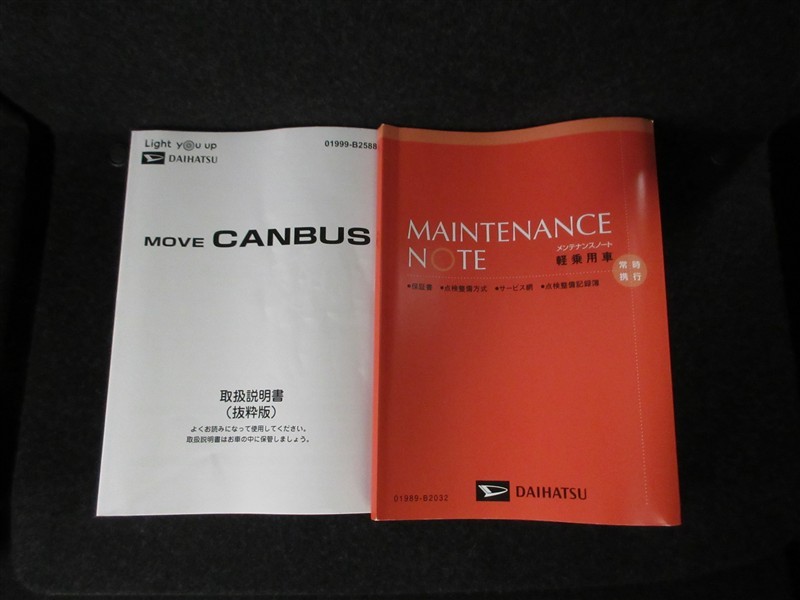 Light you up
DAIHATSU
01999-B2588
MOVE CANBUS
取扱説明書
（抜粋版）
よくお読みになって使用してください。
取扱説明書はお車の中に保管しましょう。
MAINTENANCE
NOTE
メンテナンスノート
軽乗用車
常時
携行
•保証書 •点検整備方式 •サービス網 •点検整備記録簿
01989-B2032
DAIHATSU